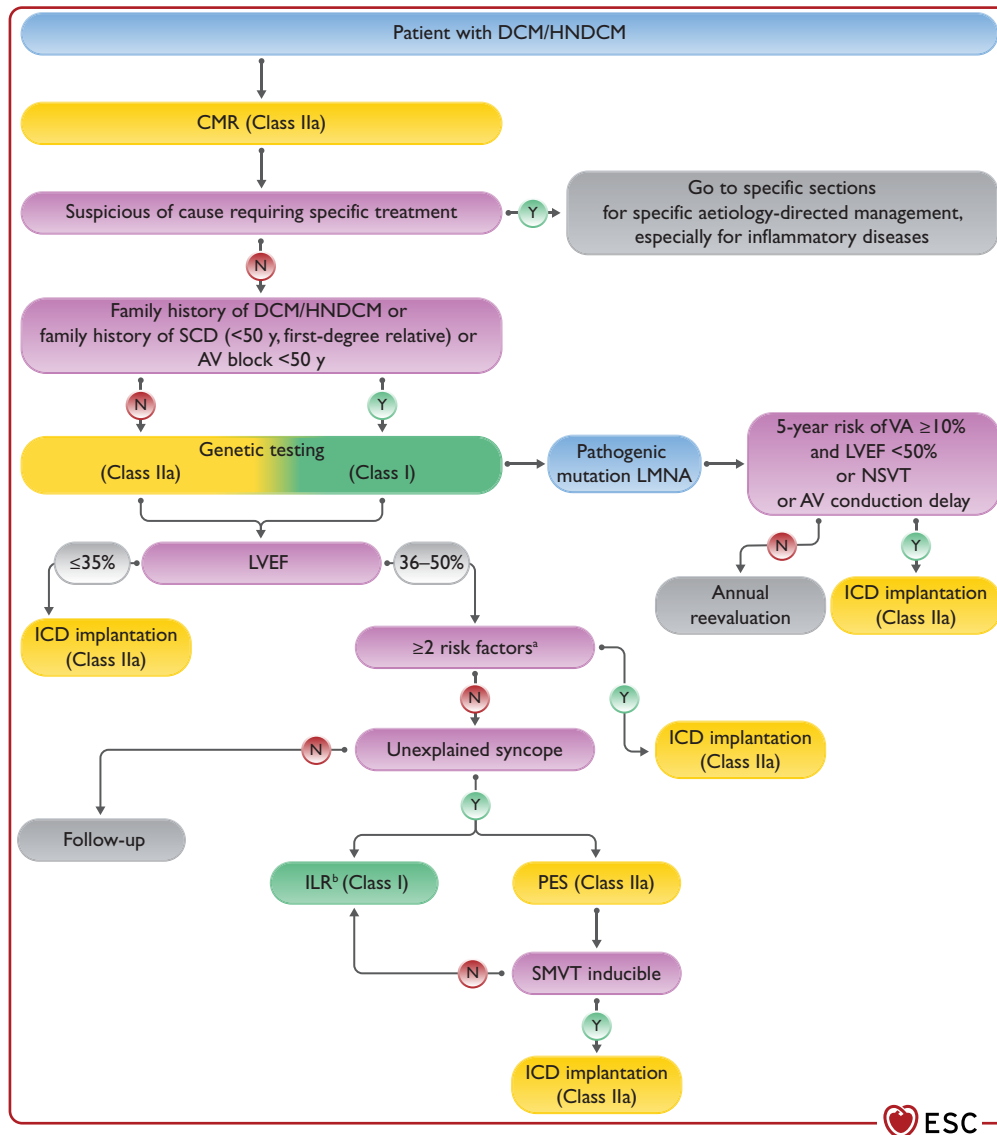 Patient with DCM/HNDCM
CMR (Class IIa)
Suspicious of cause requiring specific treatment
Y
Go to specific sections
for specific aetiology-directed management,
especially for inflammatory diseases
N
Family history of DCM/HNDCM or
family history of SCD (<50 y, first-degree relative) or
AV block <50 y
N
Y
Genetic testing
(Class IIa)
(Class I)
Pathogenic
mutation LMNA
5-year risk of VA ≥10%
and LVEF <50%
or NSVT
or AV conduction delay
N
Y
Annual
reevaluation
ICD implantation
(Class IIa)
≤35%
LVEF
36–50%
ICD implantation
(Class IIa)
≥2 risk factorsᵃ
N
Y
ICD implantation
(Class IIa)
Unexplained syncope
N
Y
Follow-up
ILRᵇ (Class I)
PES (Class IIa)
SMVT inducible
N
Y
ICD implantation
(Class IIa)
ESC